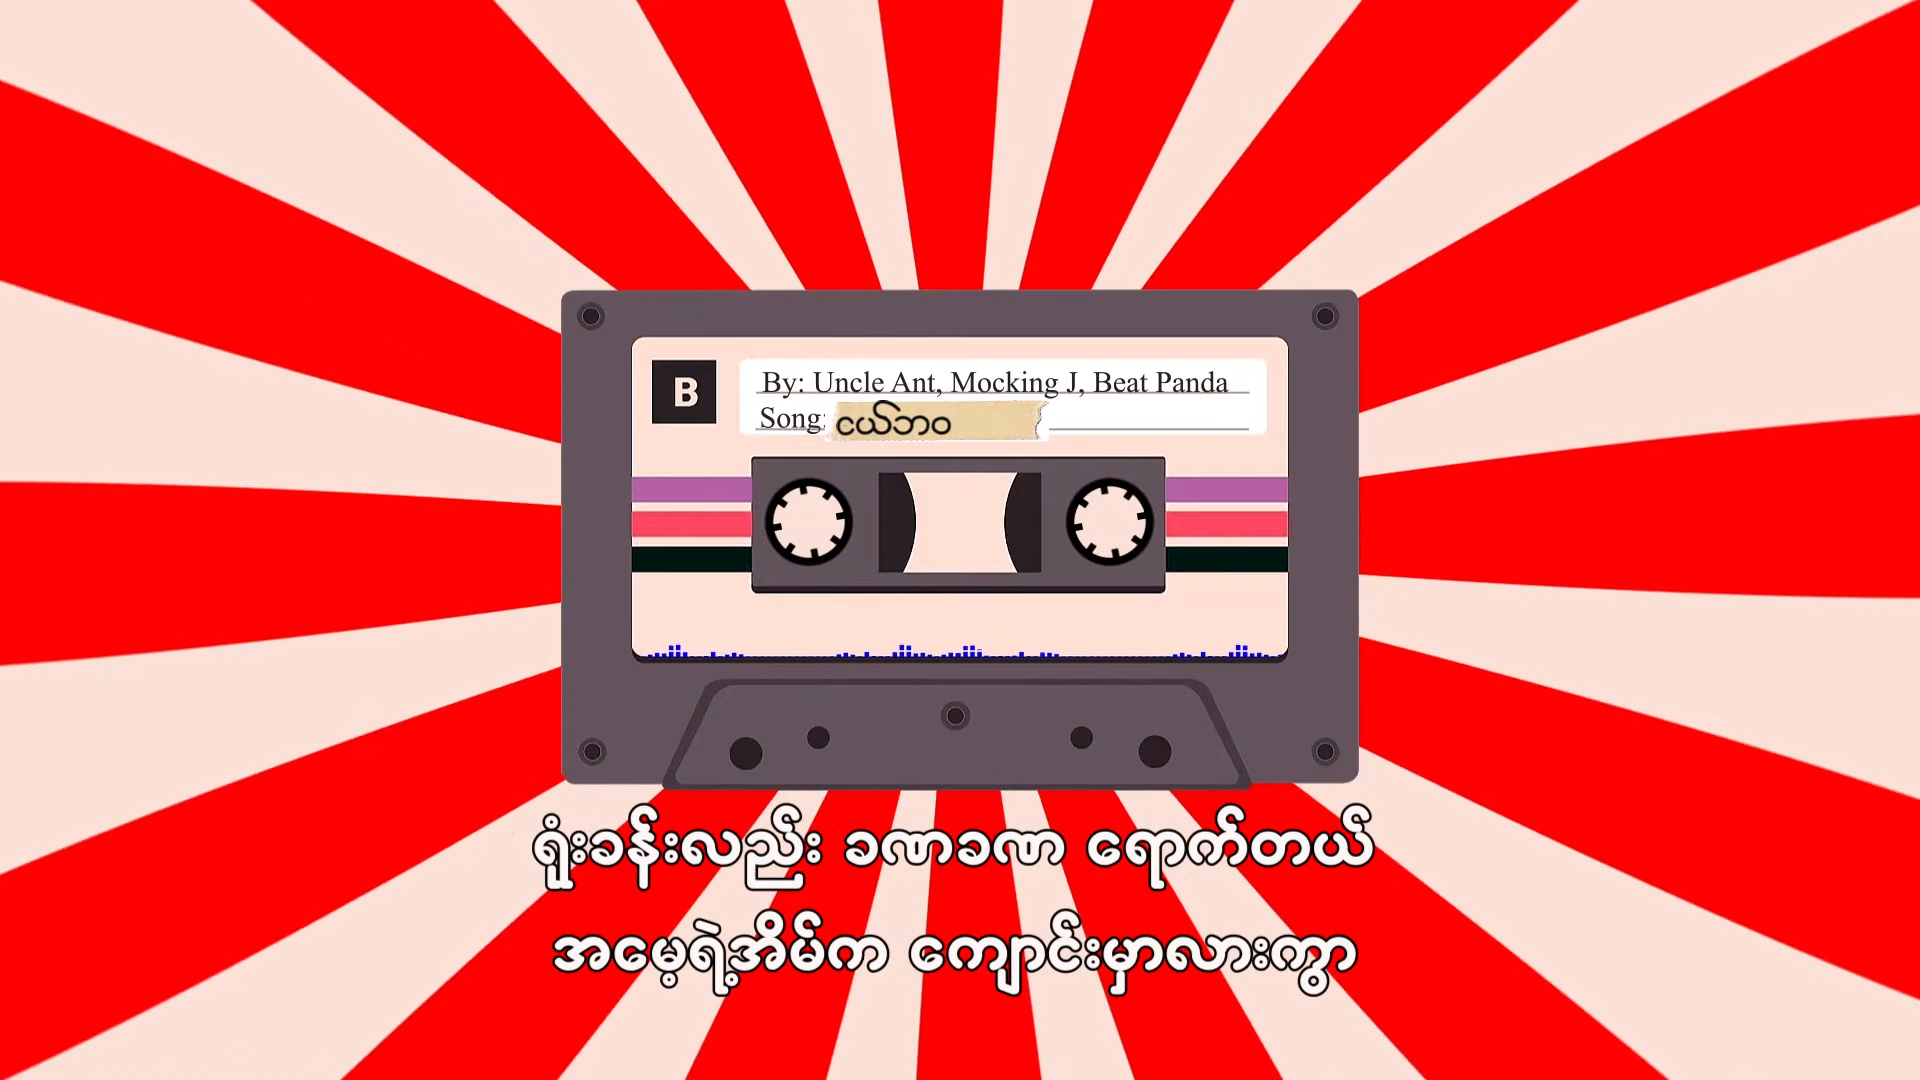 B
By: Uncle Ant, Mocking J, Beat Panda
Song: ငယ်ဘဝ
ရုံးခန်းလည်း ခဏခဏ ရောက်တယ်
အမေ့ရဲ့အိမ်က ကျောင်းမှာလားကွာ